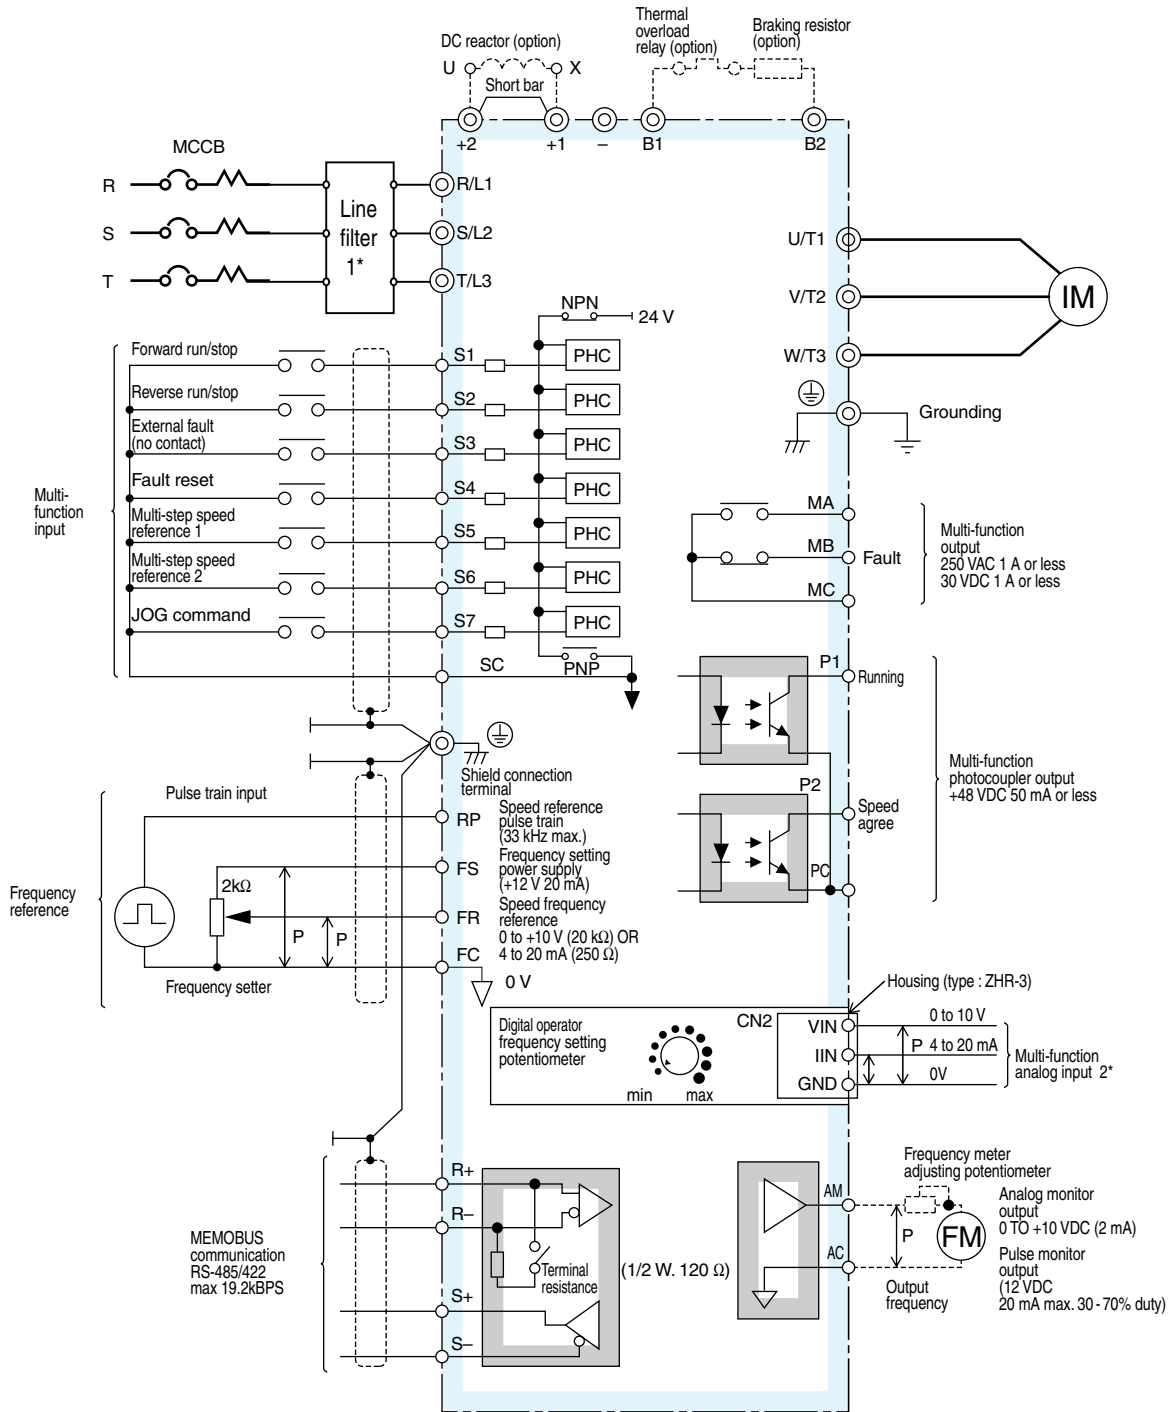 DC reactor (option)
U
X
Short bar
Thermal
overload
relay (option)
Braking resistor
(option)
+2
+1
–
B1
B2
MCCB
R
S
T
Line
filter
1*
R/L1
S/L2
T/L3
U/T1
V/T2
W/T3
IM
Grounding
NPN
24 V
Multi-
function
input
Forward run/stop
S1
PHC
Reverse run/stop
S2
PHC
External fault
(no contact)
S3
PHC
Fault reset
S4
PHC
Multi-step speed
reference 1
S5
PHC
Multi-step speed
reference 2
S6
PHC
JOG command
S7
PHC
SC
PNP
MA
MB
MC
Fault
Multi-function
output
250 VAC 1 A or less
30 VDC 1 A or less
P1
Running
P2
Speed
agree
PC
Multi-function
photocoupler output
+48 VDC 50 mA or less
Shield connection
terminal
Frequency
reference
Pulse train input
RP
Speed reference
pulse train
(33 kHz max.)
2kΩ
FS
Frequency setting
power supply
(+12 V 20 mA)
P
P
FR
Speed frequency
reference
0 to +10 V (20 kΩ) OR
4 to 20 mA (250 Ω)
FC
0 V
Frequency setter
Digital operator
frequency setting
potentiometer
min
max
CN2
Housing (type : ZHR-3)
VIN
IIN
GND
0 to 10 V
P
4 to 20 mA
0V
Multi-function
analog input 2*
MEMOBUS
communication
RS-485/422
max 19.2kBPS
R+
R–
S+
S–
Terminal
resistance
(1/2 W. 120 Ω)
AM
AC
Frequency meter
adjusting potentiometer
P
FM
Output
frequency
Analog monitor
output
0 TO +10 VDC (2 mA)
Pulse monitor
output
(12 VDC
20 mA max. 30 - 70% duty)